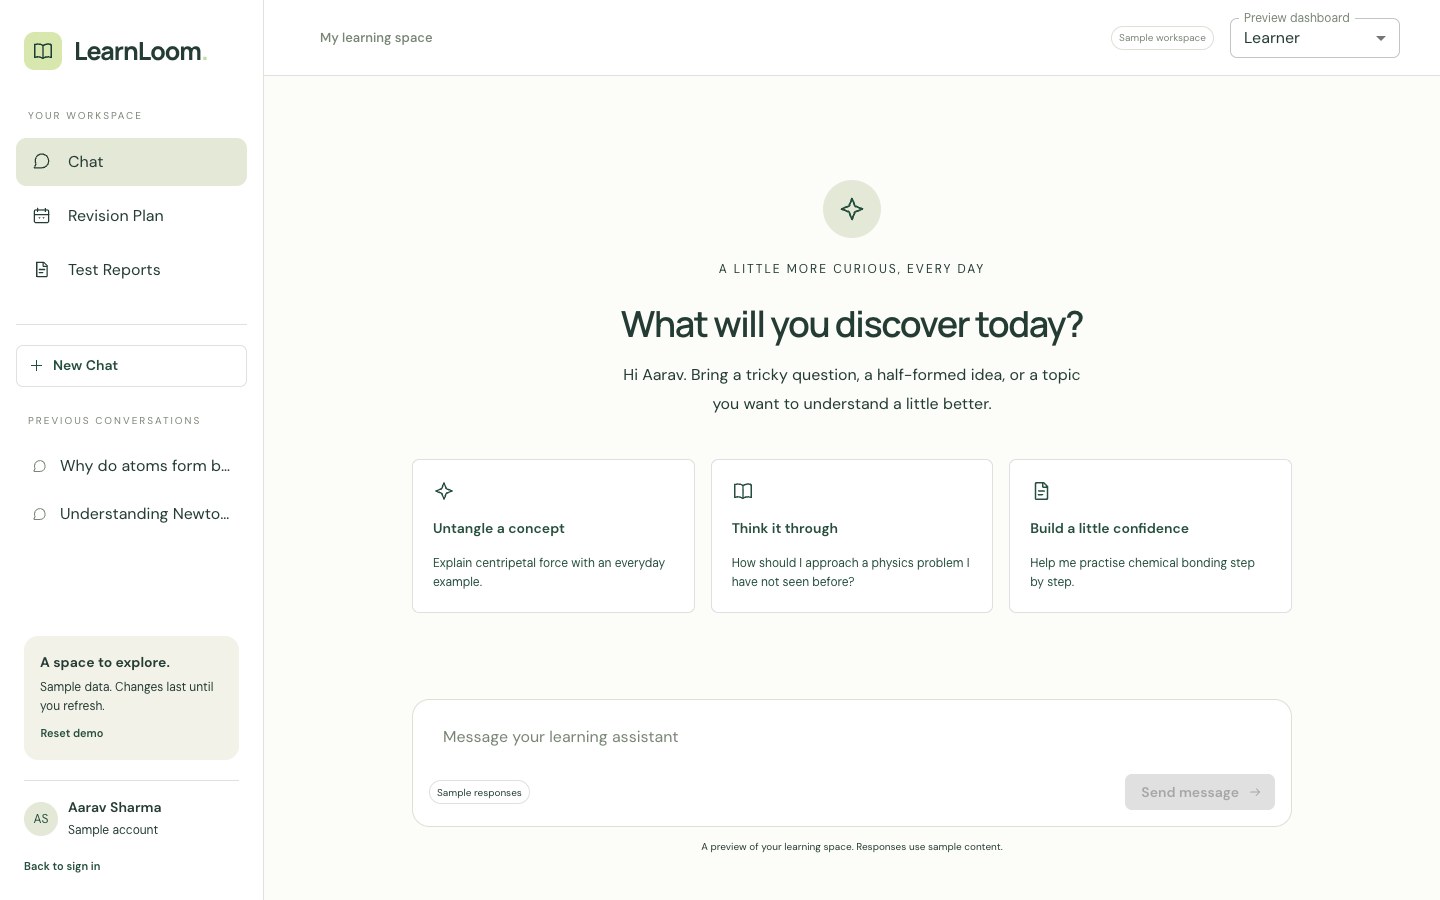 LearnLoom.
YOUR WORKSPACE
Chat
Revision Plan
Test Reports
New Chat
PREVIOUS CONVERSATIONS
Why do atoms form b...
Understanding Newto...
A space to explore.
Sample data. Changes last until
you refresh.
Reset demo
AS
Aarav Sharma
Sample account
Back to sign in
My learning space
Sample workspace
Preview dashboard
Learner
A LITTLE MORE CURIOUS, EVERY DAY
What will you discover today?
Hi Aarav. Bring a tricky question, a half-formed idea, or a topic
you want to understand a little better.
Untangle a concept
Explain centripetal force with an everyday
example.
Think it through
How should I approach a physics problem I
have not seen before?
Build a little confidence
Help me practise chemical bonding step
by step.
Message your learning assistant
Sample responses
Send message
A preview of your learning space. Responses use sample content.